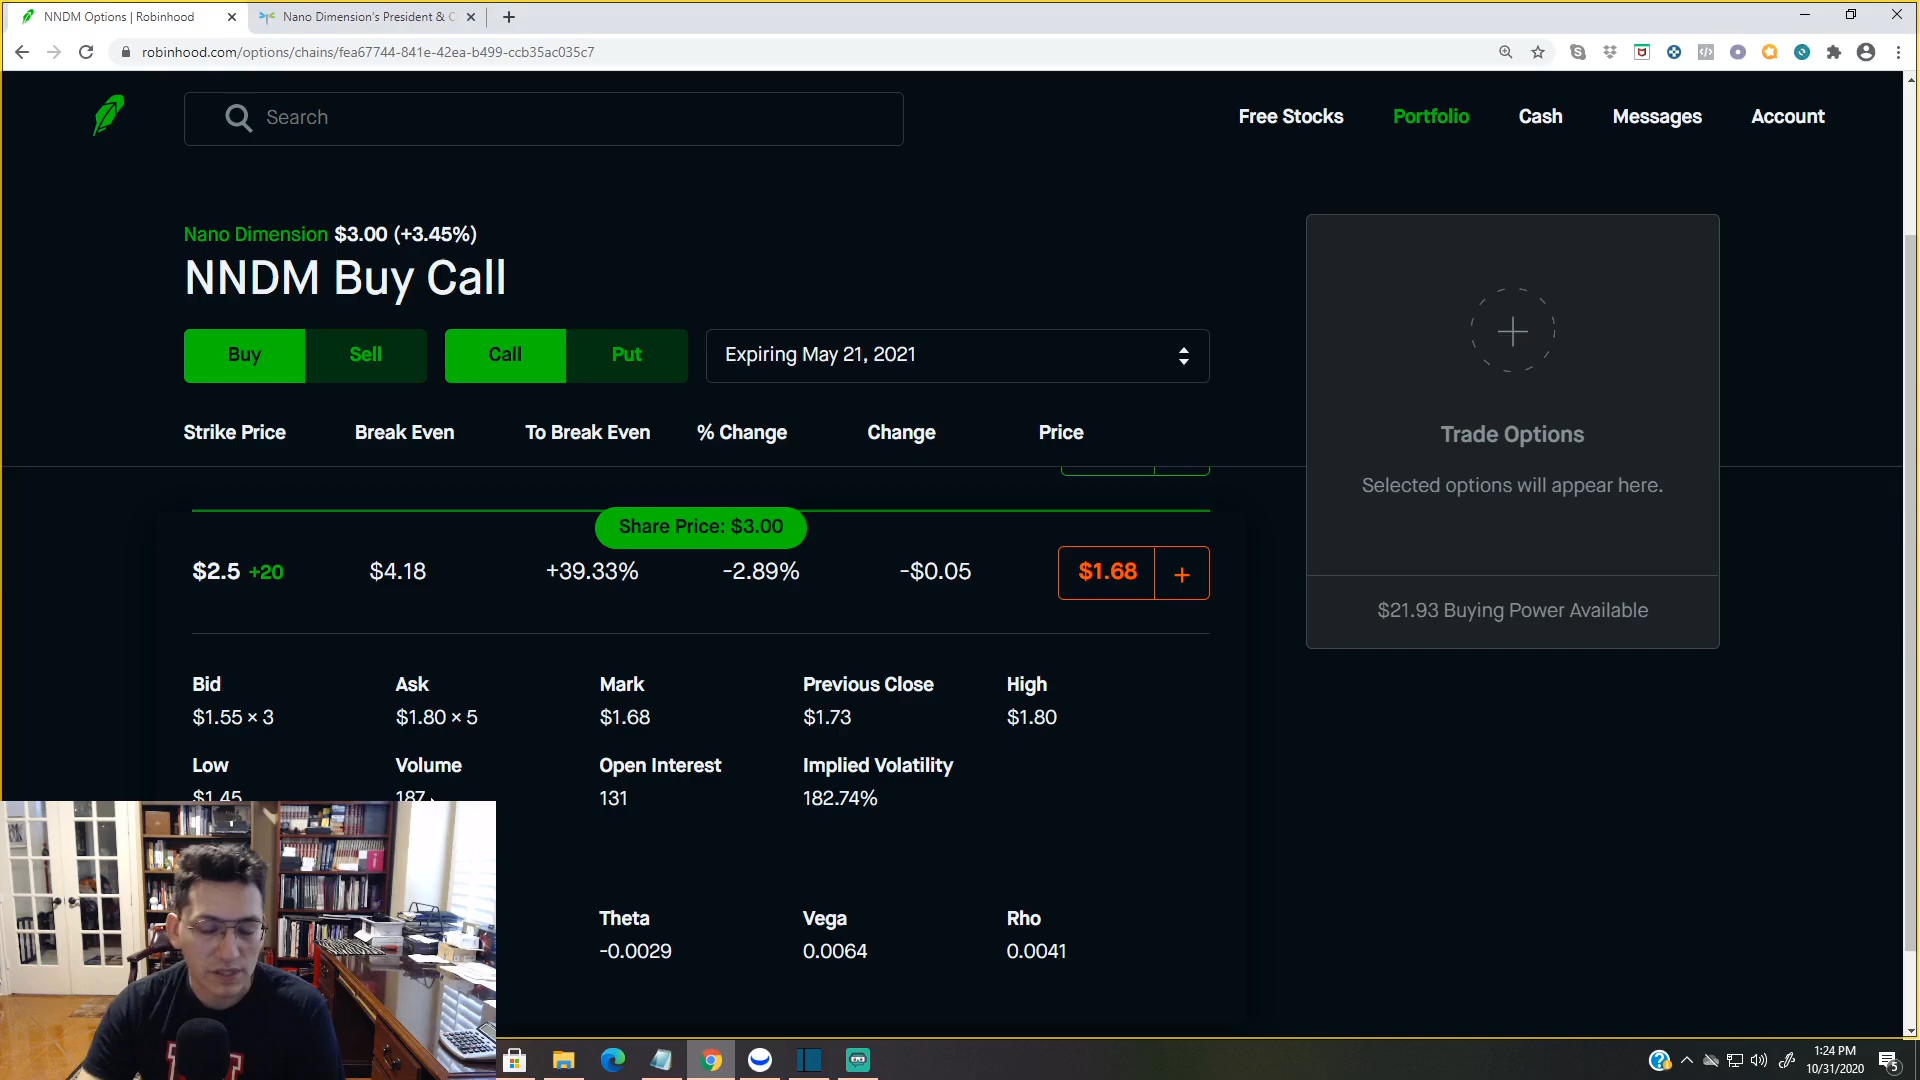 NNDM Options | Robinhood
Nano Dimension's President & C
robinhood.com/options/chains/fea67744-841e-42ea-b499-ccb35ac035c7
Search
Free Stocks
Portfolio
Cash
Messages
Account
Nano Dimension $3.00 (+3.45%)
NNDM Buy Call
Buy
Sell
Call
Put
Expiring May 21, 2021
Strike Price
Break Even
To Break Even
% Change
Change
Price
Share Price: $3.00
$2.5 +20
$4.18
+39.33%
-2.89%
-$0.05
$1.68
+
Trade Options
Selected options will appear here.
$21.93 Buying Power Available
Bid
Ask
Mark
Previous Close
High
$1.55 × 3
$1.80 × 5
$1.68
$1.73
$1.80
Low
Volume
Open Interest
Implied Volatility
$1.45
187
131
182.74%
Theta
Vega
Rho
-0.0029
0.0064
0.0041
1:24 PM
10/31/2020
5